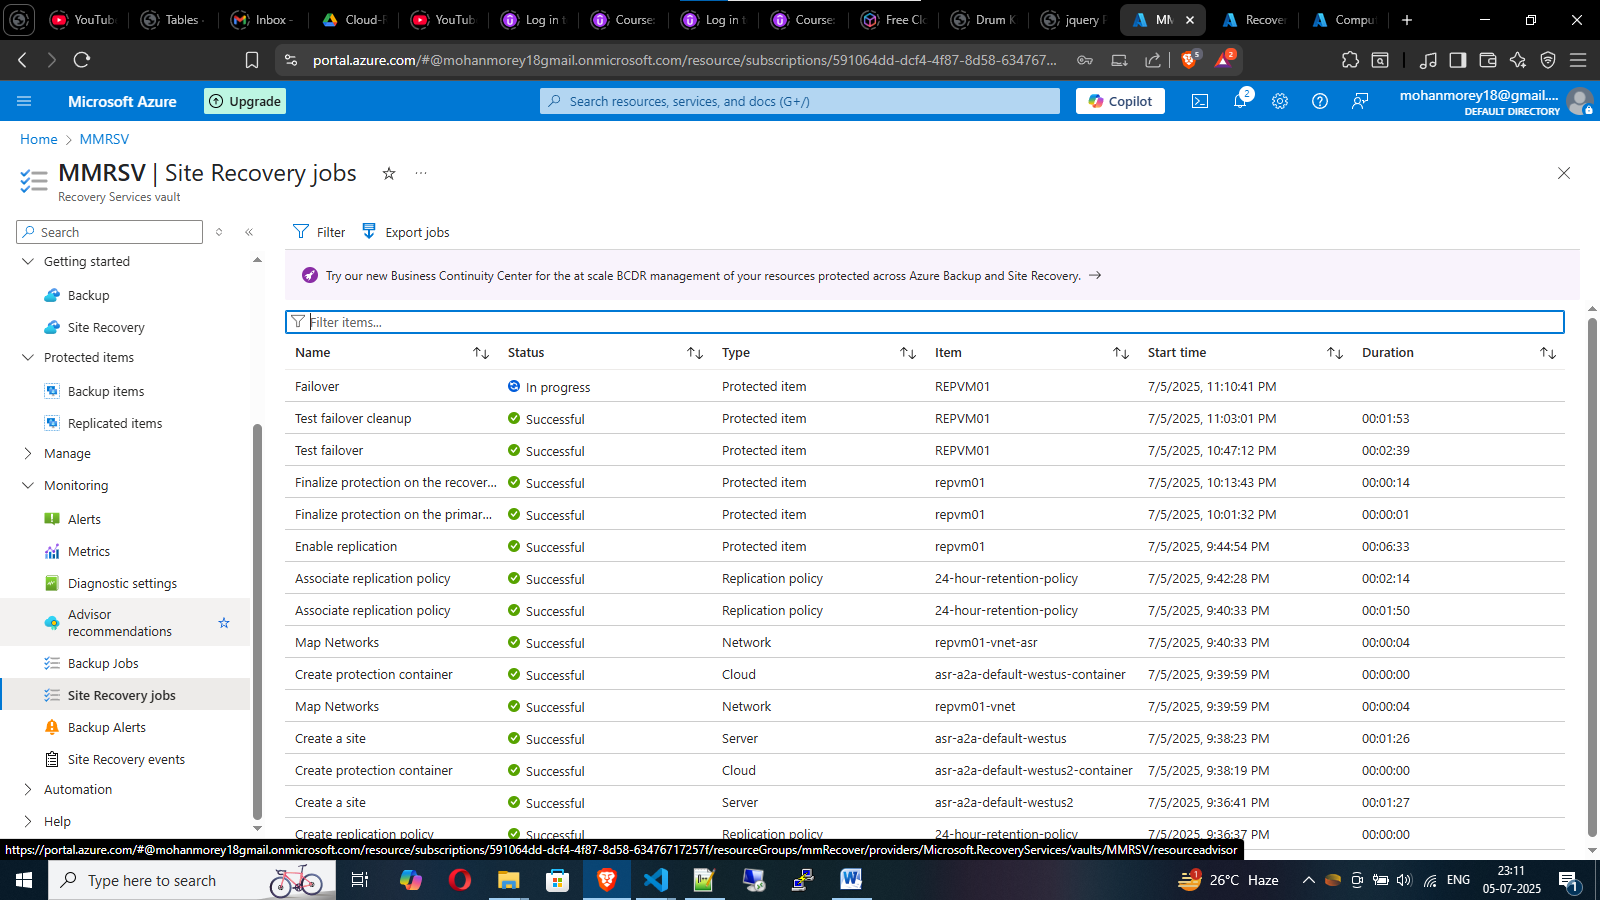 YouTube
Tables -
Inbox -
Cloud-R
YouTube
Log in t
Course:
Log in t
Course:
Free Clo
Drum K
jquery F
MM
Recover
Comput
portal.azure.com/#@mohanmorey18gmail.onmicrosoft.com/resource/subscriptions/591064dd-dcf4-4f87-8d58-634767...
5
2
Microsoft Azure
Upgrade
Search resources, services, and docs (G+/)
Copilot
2
mohanmorey18@gmail....
DEFAULT DIRECTORY
Home > MMRSV
MMRSV | Site Recovery jobs
Recovery Services vault
Search
Filter
Export jobs
Try our new Business Continuity Center for the at scale BCDR management of your resources protected across Azure Backup and Site Recovery. →
Filter items...
Getting started
Backup
Site Recovery
Protected items
Backup items
Replicated items
Manage
Monitoring
Alerts
Metrics
Diagnostic settings
Advisor
recommendations
Backup Jobs
Site Recovery jobs
Backup Alerts
Site Recovery events
Automation
Help
Name Status Type Item Start time Duration
Failover In progress Protected item REPVM01 7/5/2025, 11:10:41 PM
Test failover cleanup Successful Protected item REPVM01 7/5/2025, 11:03:01 PM 00:01:53
Test failover Successful Protected item REPVM01 7/5/2025, 10:47:12 PM 00:02:39
Finalize protection on the recover... Successful Protected item repvm01 7/5/2025, 10:13:43 PM 00:00:14
Finalize protection on the primar... Successful Protected item repvm01 7/5/2025, 10:01:32 PM 00:00:01
Enable replication Successful Protected item repvm01 7/5/2025, 9:44:54 PM 00:06:33
Associate replication policy Successful Replication policy 24-hour-retention-policy 7/5/2025, 9:42:28 PM 00:02:14
Associate replication policy Successful Replication policy 24-hour-retention-policy 7/5/2025, 9:40:33 PM 00:01:50
Map Networks Successful Network repvm01-vnet-asr 7/5/2025, 9:40:33 PM 00:00:04
Create protection container Successful Cloud asr-a2a-default-westus-container 7/5/2025, 9:39:59 PM 00:00:00
Map Networks Successful Network repvm01-vnet 7/5/2025, 9:39:59 PM 00:00:04
Create a site Successful Server asr-a2a-default-westus 7/5/2025, 9:38:23 PM 00:01:26
Create protection container Successful Cloud asr-a2a-default-westus2-container 7/5/2025, 9:38:19 PM 00:00:00
Create a site Successful Server asr-a2a-default-westus2 7/5/2025, 9:36:41 PM 00:01:27
Create replication policy Successful Replication policy 24-hour-retention-policy 7/5/2025, 9:36:37 PM 00:00:00
https://portal.azure.com/#@mohanmorey18gmail.onmicrosoft.com/resource/subscriptions/591064dd-dcf4-4f87-8d58-63476717257f/resourceGroups/mmRecover/providers/Microsoft.RecoveryServices/vaults/MMRSV/resourceadvisor
Type here to search
1
26°C Haze
ENG
23:11
05-07-2025
1